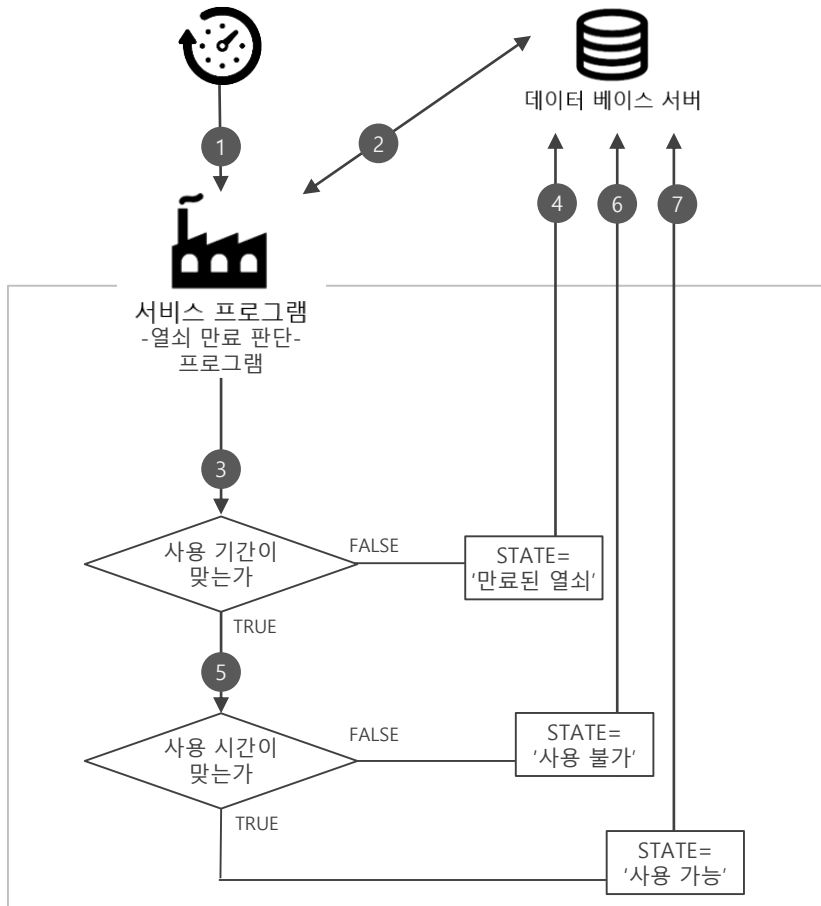 데이터 베이스 서버
1
2
4
6
7
서비스 프로그램
-열쇠 만료 판단-
프로그램
3
사용 기간이
맞는가
FALSE
STATE=
‘만료된 열쇠’
TRUE
5
사용 시간이
맞는가
FALSE
STATE=
‘사용 불가’
TRUE
STATE=
‘사용 가능’